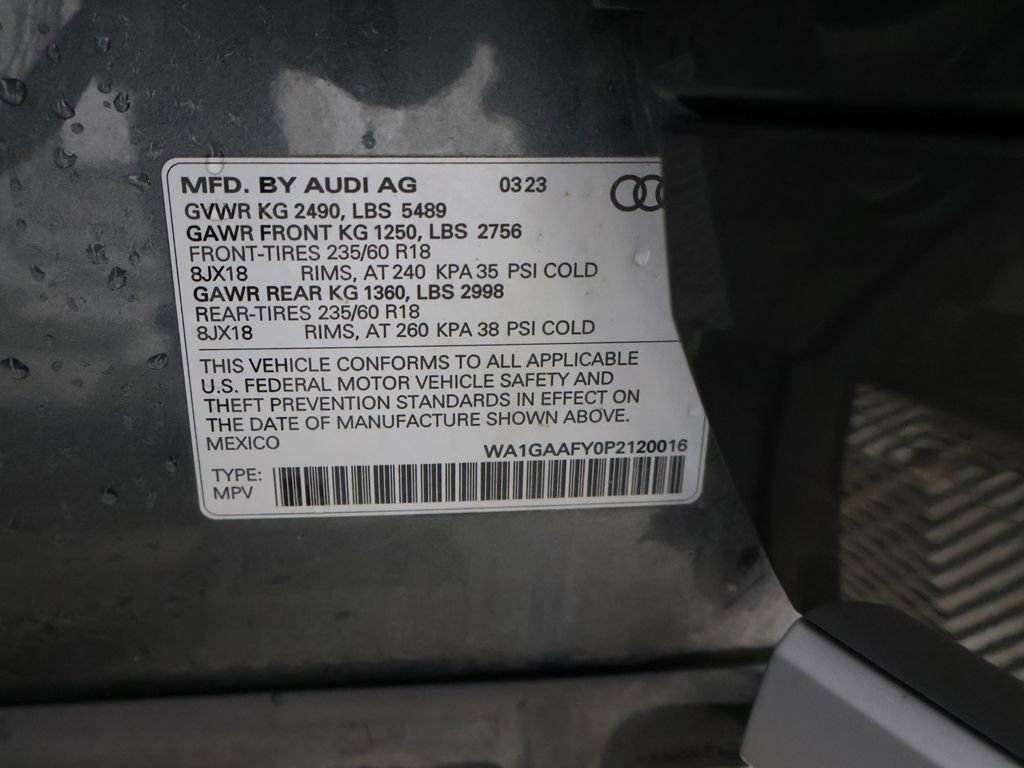 MFD. BY AUDI AG 03 23
GVWR KG 2490, LBS 5489
GAWR FRONT KG 1250, LBS 2756
FRONT-TIRES 235/60 R18
8JX18 RIMS, AT 240 KPA 35 PSI COLD
GAWR REAR KG 1360, LBS 2998
REAR-TIRES 235/60 R18
8JX18 RIMS, AT 260 KPA 38 PSI COLD
THIS VEHICLE CONFORMS TO ALL APPLICABLE
U.S. FEDERAL MOTOR VEHICLE SAFETY AND
THEFT PREVENTION STANDARDS IN EFFECT ON
THE DATE OF MANUFACTURE SHOWN ABOVE.
MEXICO
WA1GAAFY0P2120016
TYPE:
MPV